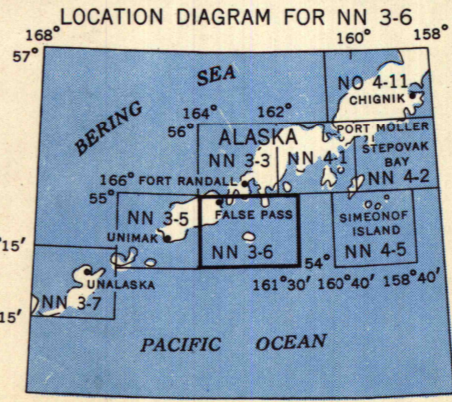 LOCATION DIAGRAM FOR NN 3-6
168°
160°
158°
57°
SEA
NO 4-11
CHIGNIK
BERING
164°
162°
56°
ALASKA
PORT MOLLER
NN 3-3
NN 4-1
STEPOVAK
BAY
NN 4-2
166°
FORT RANDALL
55°
FALSE PASS
NN 3-5
SIMEONOF
ISLAND
NN 4-5
UNIMAK
NN 3-6
15'
54°
161°30'
160°40'
158°40'
UNALASKA
NN 3-7
15'
PACIFIC OCEAN